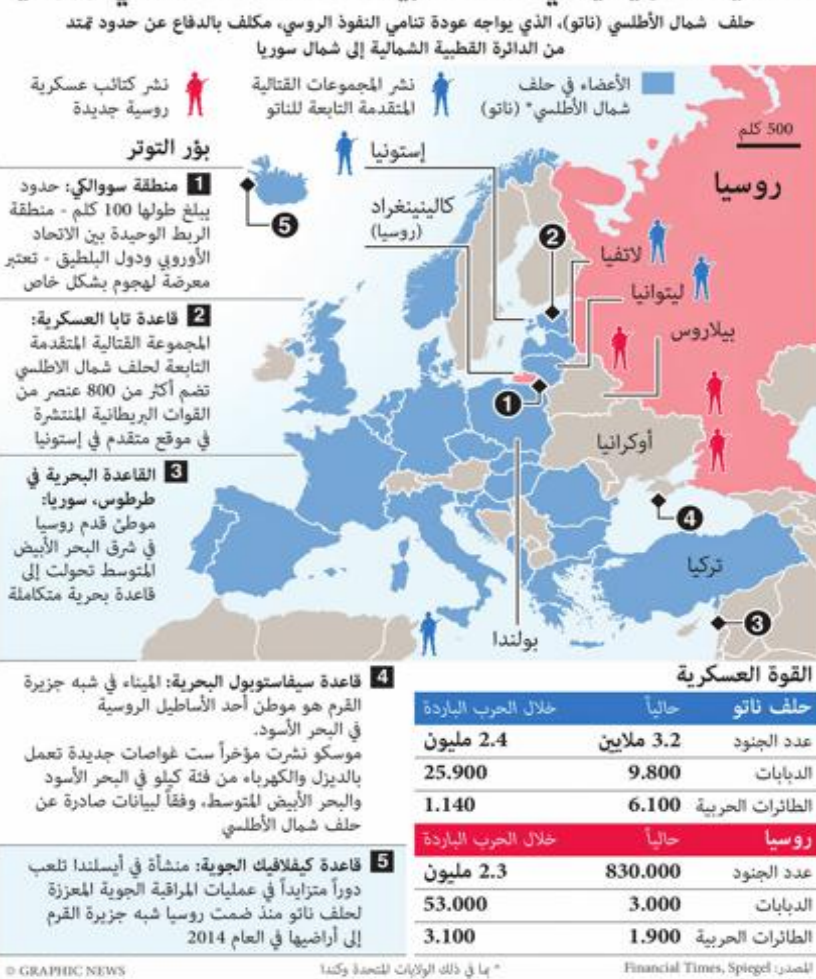 حلف شمال الأطلسي (ناتو)، الذي يواجه عودة تنامي النفوذ الروسي، مكلف بالدفاع عن حدود تمتد
من الدائرة القطبية الشمالية إلى شمال سوريا
الأعضاء في حلف
شمال الأطلسي* (ناتو)
نشر المجموعات القتالية
المتقدمة التابعة للناتو
نشر كتائب عسكرية
روسية جديدة
500 كلم
روسيا
إستونيا
كالينينغراد
(روسيا)
لاتفيا
ليتوانيا
بيلاروس
أوكرانيا
تركيا
بولندا
5
2
1
4
3
بؤر التوتر
1 منطقة سووالكي: حدود
يبلغ طولها 100 كلم - منطقة
الربط الوحيدة بين الاتحاد
الأوروبي ودول البلطيق - تعتبر
معرضة لهجوم بشكل خاص
2 قاعدة تابا العسكرية:
المجموعة القتالية المتقدمة
التابعة لحلف شمال الاطلسي
تضم أكثر من 800 عنصر من
القوات البريطانية المنتشرة
في موقع متقدم في إستونيا
3 القاعدة البحرية في
طرطوس، سوريا:
موطئ قدم روسيا
في شرق البحر الأبيض
المتوسط تحولت إلى
قاعدة بحرية متكاملة
4 قاعدة سيفاستوبول البحرية: الميناء في شبه جزيرة
القرم هو موطن أحد الأساطيل الروسية
في البحر الأسود.
موسكو نشرت مؤخراً ست غواصات جديدة تعمل
بالديزل والكهرباء من فئة كيلو في البحر الأسود
والبحر الأبيض المتوسط، وفقاً لبيانات صادرة عن
حلف شمال الأطلسي
5 قاعدة كيفلافيك الجوية: منشأة في أيسلندا تلعب
دوراً متزايداً في عمليات المراقبة الجوية المعززة
لحلف ناتو منذ ضمت روسيا شبه جزيرة القرم
إلى أراضيها في العام 2014
القوة العسكرية
حلف ناتو حالياً خلال الحرب الباردة
عدد الجنود 3.2 ملايين 2.4 مليون
الدبابات 9.800 25.900
الطائرات الحربية 6.100 1.140
روسيا حالياً خلال الحرب الباردة
عدد الجنود 830.000 2.3 مليون
الدبابات 3.000 53.000
الطائرات الحربية 1.900 3.100
المصدر: Financial Times, Spiegel
* بما في ذلك الولايات المتحدة وكندا
© GRAPHIC NEWS